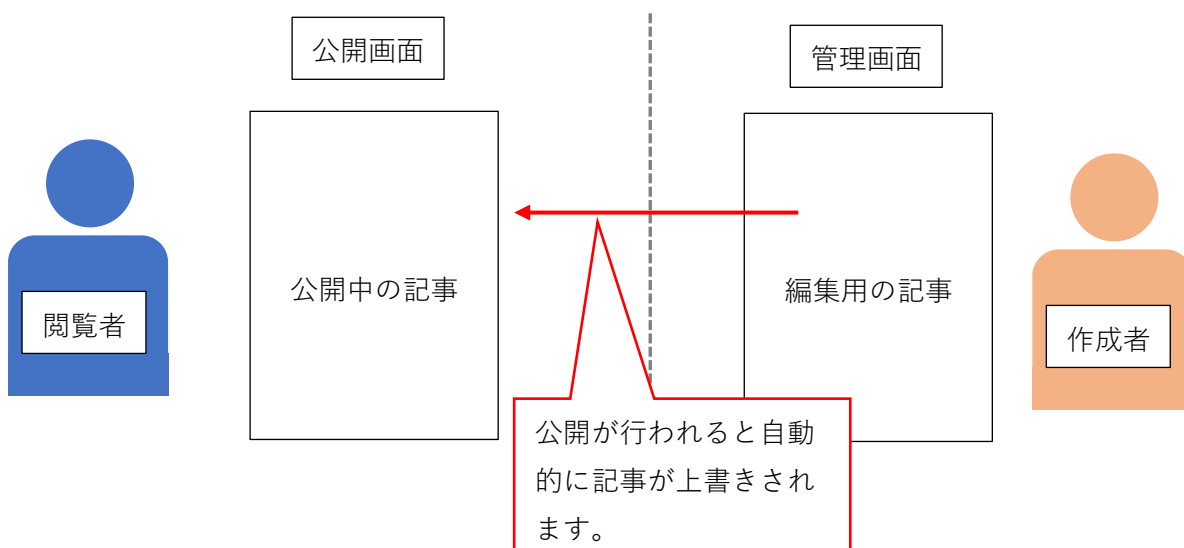 公開画面
管理画面
公開中の記事
編集用の記事
閲覧者
作成者
公開が行われると自動
的に記事が上書きされ
ます。